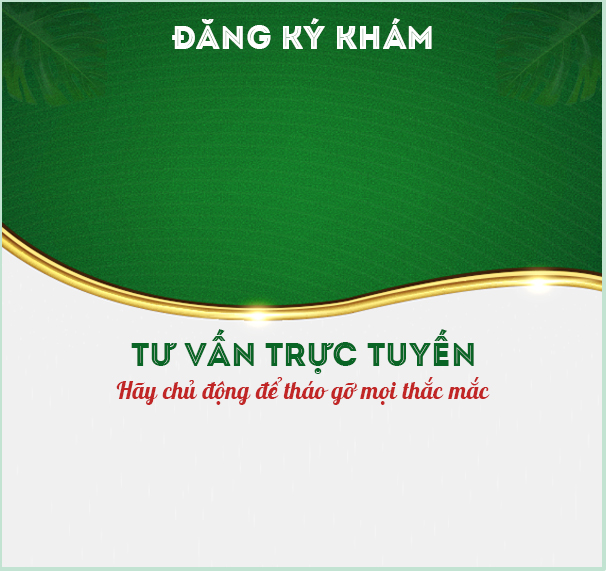 ĐĂNG KÝ KHÁM
TƯ VẤN TRỰC TUYẾN
Hãy chủ động để tháo gỡ mọi thắc mắc